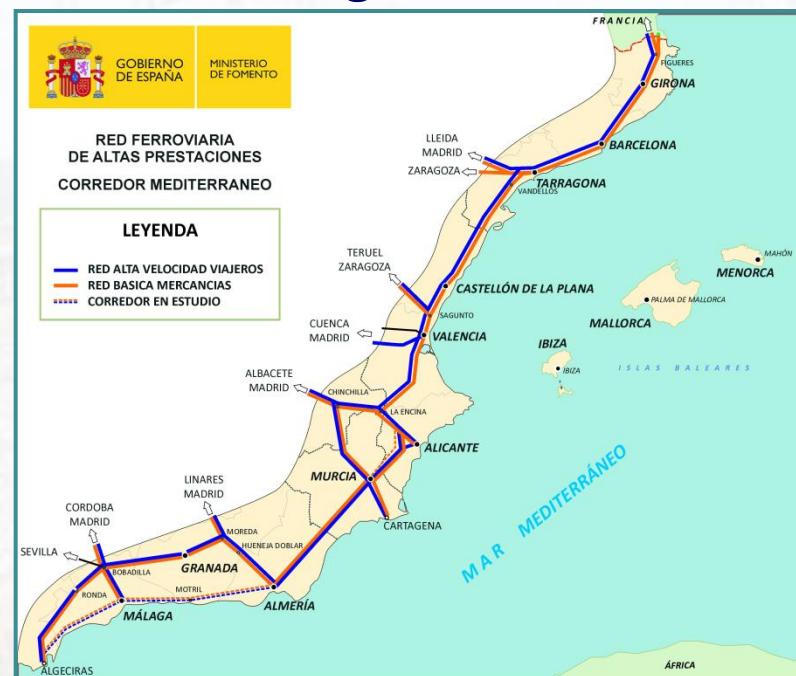 GOBIERNO
DE ESPAÑA
MINISTERIO
DE FOMENTO
RED FERROVIARIA
DE ALTAS PRESTACIONES
CORREDOR MEDITERRANEO
LEYENDA
RED ALTA VELOCIDAD VIAJEROS
RED BASICA MERCANCIAS
CORREDOR EN ESTUDIO
FRANCIA
FIGUERES
GIRONA
BARCELONA
LLEIDA
MADRID
ZARAGOZA
TARRAGONA
VANDELLOS
TERUEL
ZARAGOZA
CASTELLÓN DE LA PLANA
SAGUNTO
CUENCA
MADRID
VALENCIA
MAHÓN
MENORCA
PALMA DE MALLORCA
MALLORCA
IBIZA
IBIZA
ISLAS BALEARES
ALBACETE
MADRID
CHINCHILLA
LA ENCINA
ALICANTE
MURCIA
CARTAGENA
MAR MEDITERRÁNEO
LINARES
MADRID
MOREDA
HUENEJA DOBLAR
CORDOBA
MADRID
SEVILLA
BOBADILLA
GRANADA
RONDA
MOTRIL
MÁLAGA
ALMERÍA
ALGECIRAS
ÁFRICA